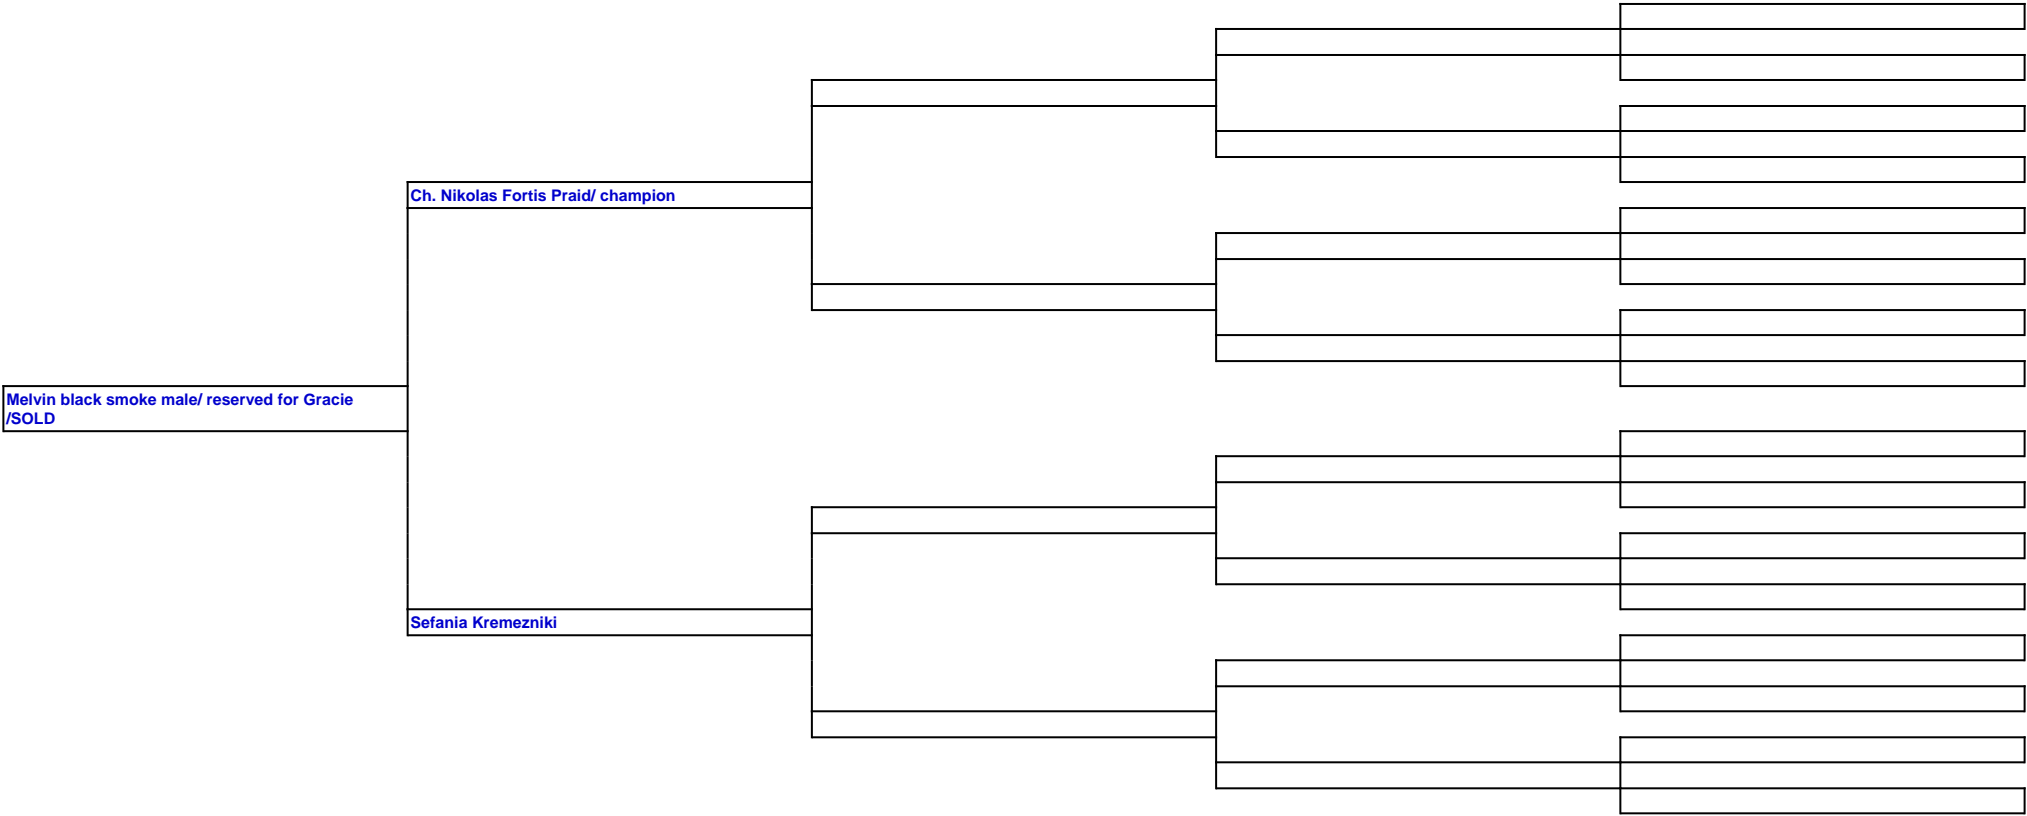 Ch. Nikolas Fortis Praid/ champion
Melvin black smoke male/ reserved for Gracie
/SOLD
Sefania Kremezniki